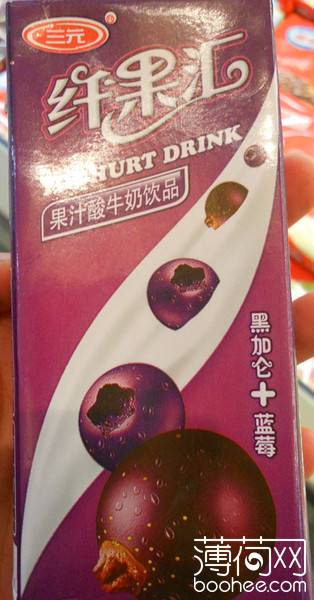 三元
®
纤果汇
YOGHURT DRINK
果汁酸牛奶饮品
黑加仑+蓝莓
薄荷网
boohee.com